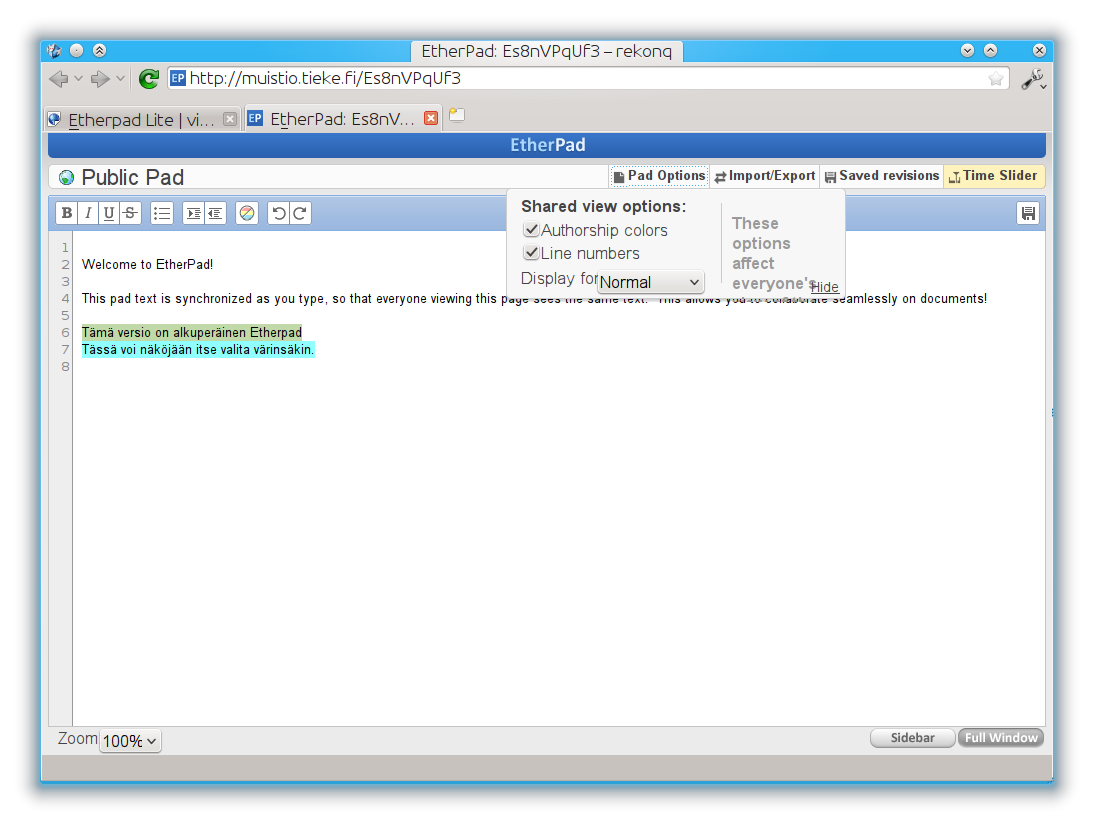 EtherPad: Es8nVPqUf3 – rekonq
EP http://muistio.tieke.fi/Es8nVPqUf3
Etherpad Lite | vi... EP EtherPad: Es8nV...
EtherPad
Public Pad Pad Options Import/Export Saved revisions Time Slider
B I U S
Shared view options:
Authorship colors
Line numbers
Display for Normal
These
options
affect
everyone's
Hide
1
2 Welcome to EtherPad!
3
4 This pad text is synchronized as you type, so that everyone viewing this page sees the same text. This allows you to collaborate seamlessly on documents!
5
6 Tämä versio on alkuperäinen Etherpad
7 Tässä voi näköjään itse valita värinsäkin.
8
Zoom 100% Sidebar Full Window